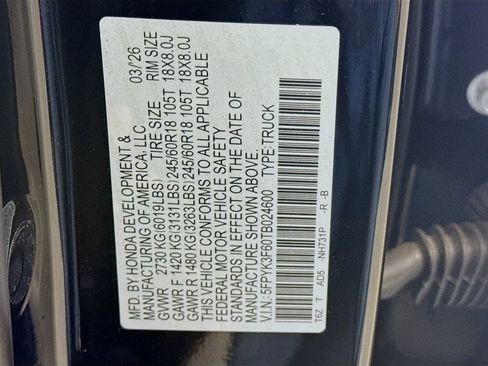 MFD. BY HONDA DEVELOPMENT & 03/26
MANUFACTURING OF AMERICA, LLC
GVWR 2730 KG(6019LBS) TIRE SIZE RIM SIZE
GAWR F 1420 KG(3131LBS)245/60R18 105T 18X8.0J
GAWR R 1480 KG(3263LBS)245/60R18 105T 18X8.0J
THIS VEHICLE CONFORMS TO ALL APPLICABLE
FEDERAL MOTOR VEHICLE SAFETY
STANDARDS IN EFFECT ON THE DATE OF
MANUFACTURE SHOWN ABOVE.
V.I.N: 5FPYK3F60TB024600 TYPE:TRUCK
T6Z T AD5 -NH731P -R -B